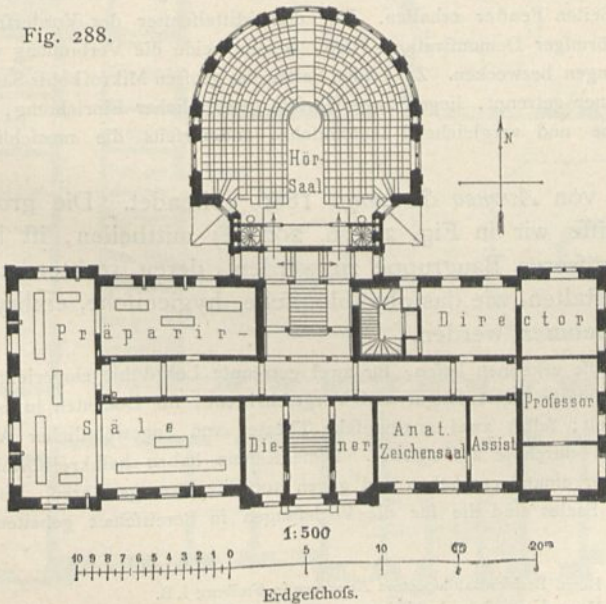 Fig. 288.
N
Hör-
Saal
Präparir-
Director
Säle
Die-
ner
Anat.
Zeichensaal
Assist.
Professor
1:500
10 9 8 7 6 5 4 3 2 1 0 5 10 20m
Erdgeſchoſs.